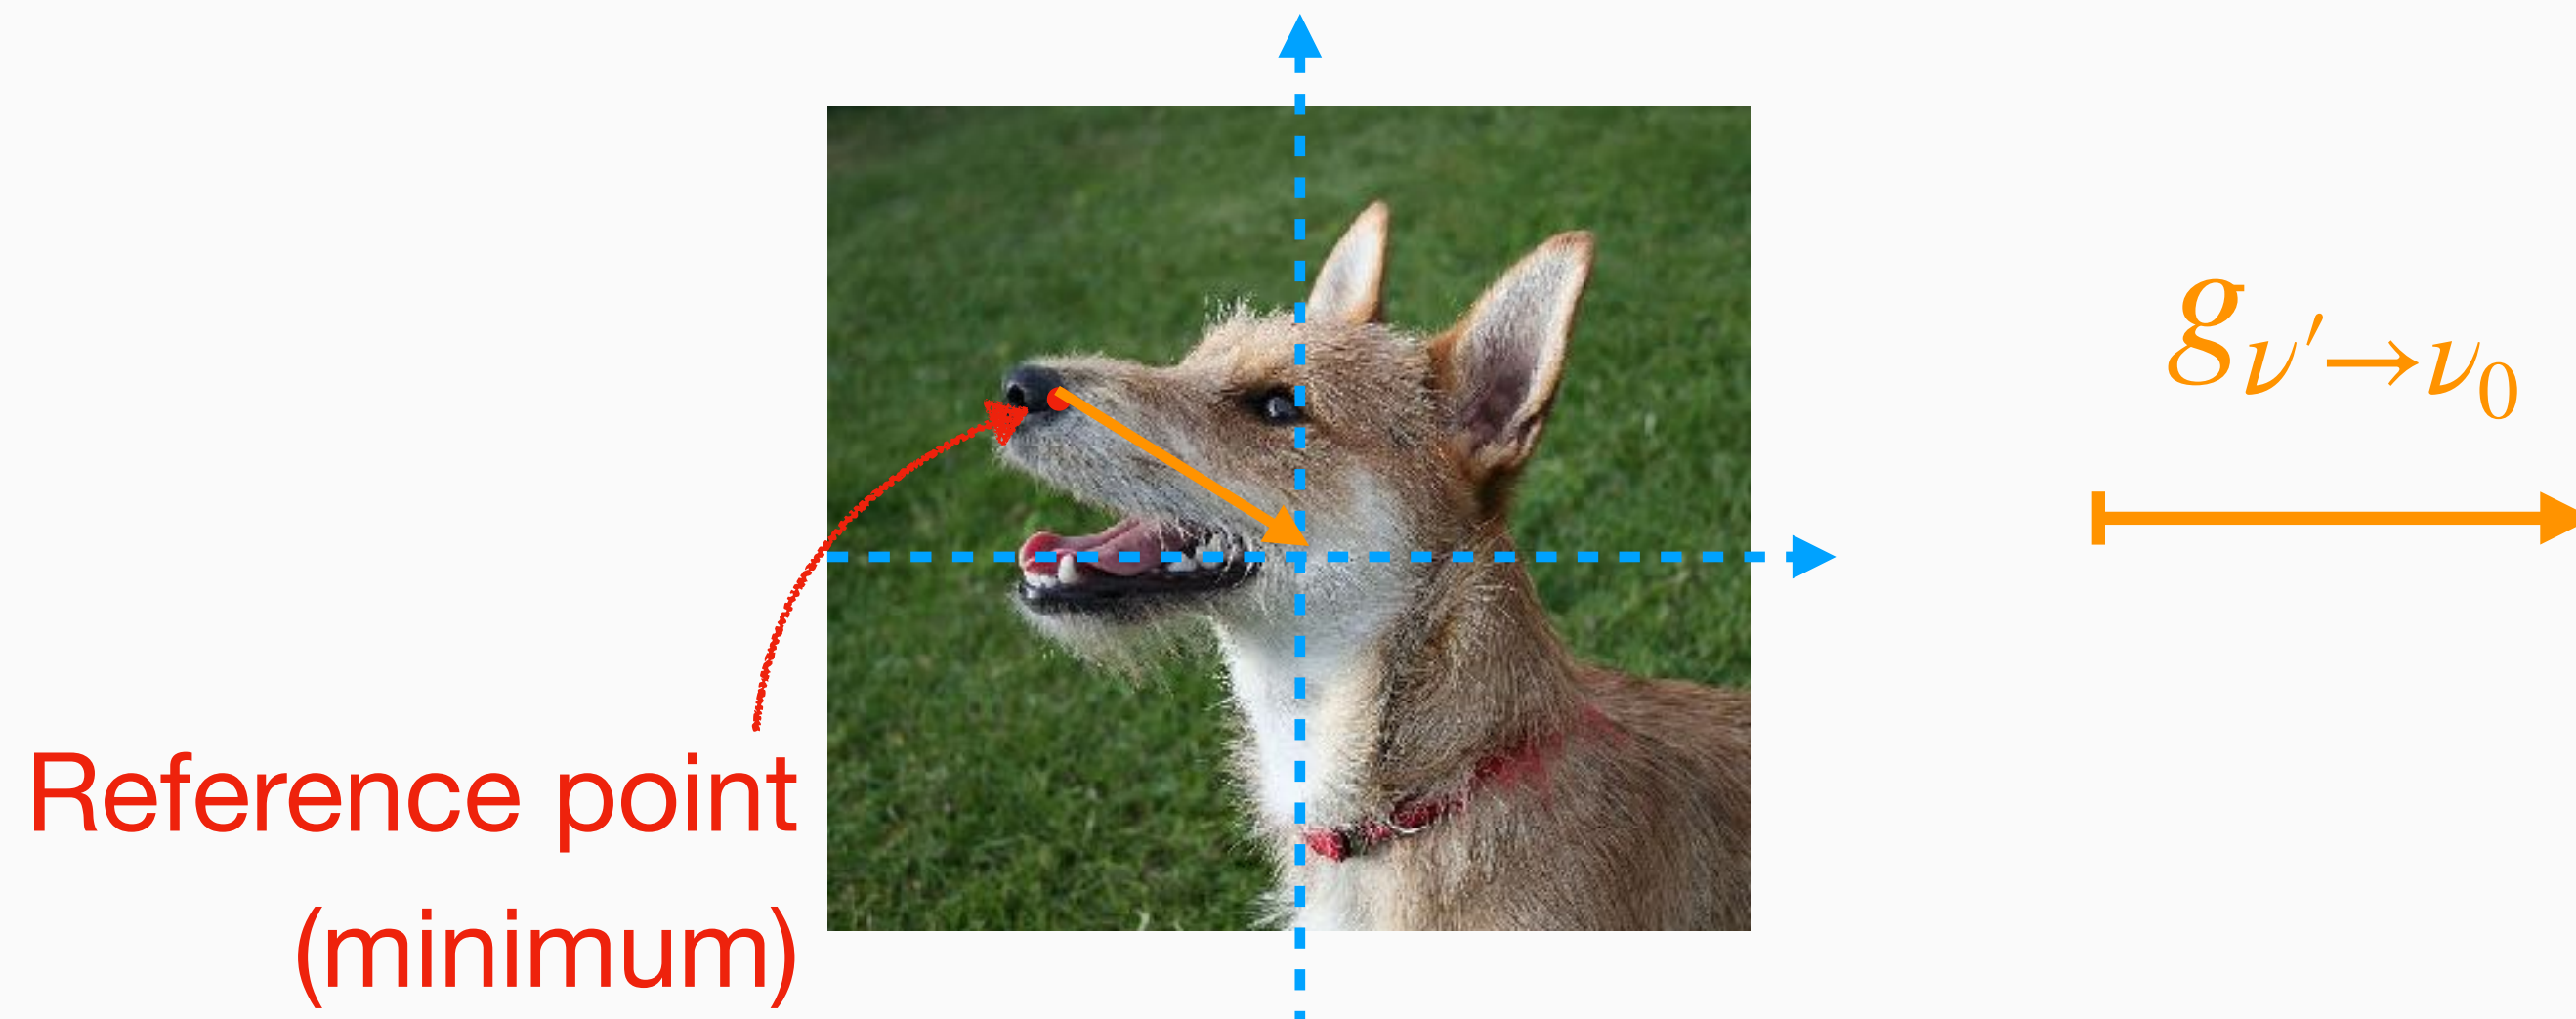 Reference point
(minimum)
g_{ν′→ν_0}